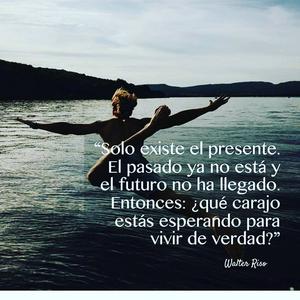 “Solo existe el presente.
El pasado ya no está y
el futuro no ha llegado.
Entonces: ¿qué carajo
estás esperando para
vivir de verdad?”
Walter Riso